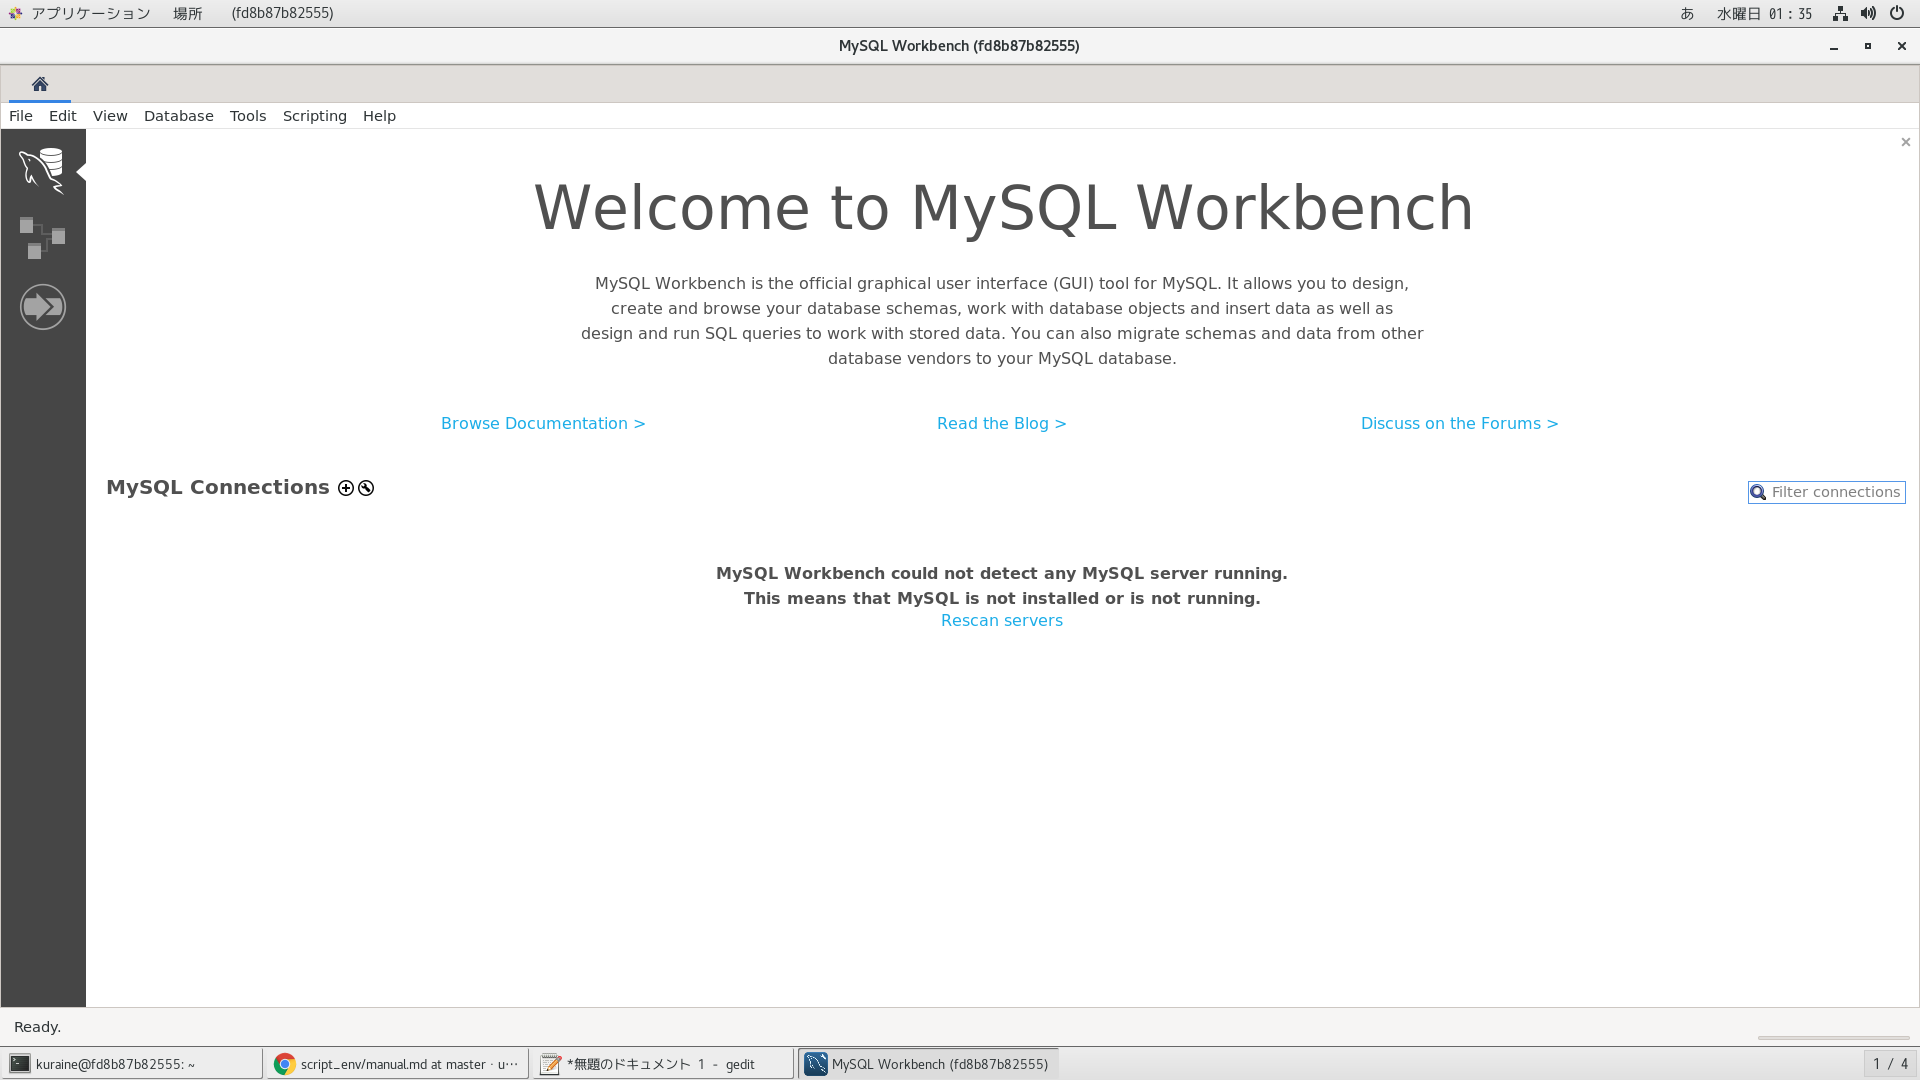 アプリケーション 場所 (fd8b87b82555) あ 水曜日 01：35
MySQL Workbench (fd8b87b82555)
File Edit View Database Tools Scripting Help
Welcome to MySQL Workbench
MySQL Workbench is the official graphical user interface (GUI) tool for MySQL. It allows you to design,
create and browse your database schemas, work with database objects and insert data as well as
design and run SQL queries to work with stored data. You can also migrate schemas and data from other
database vendors to your MySQL database.
Browse Documentation > Read the Blog > Discuss on the Forums >
MySQL Connections Filter connections
MySQL Workbench could not detect any MySQL server running.
This means that MySQL is not installed or is not running.
Rescan servers
Ready.
kuraine@fd8b87b82555: ~ script_env/manual.md at master · u… *無題のドキュメント 1 - gedit MySQL Workbench (fd8b87b82555) 1 / 4